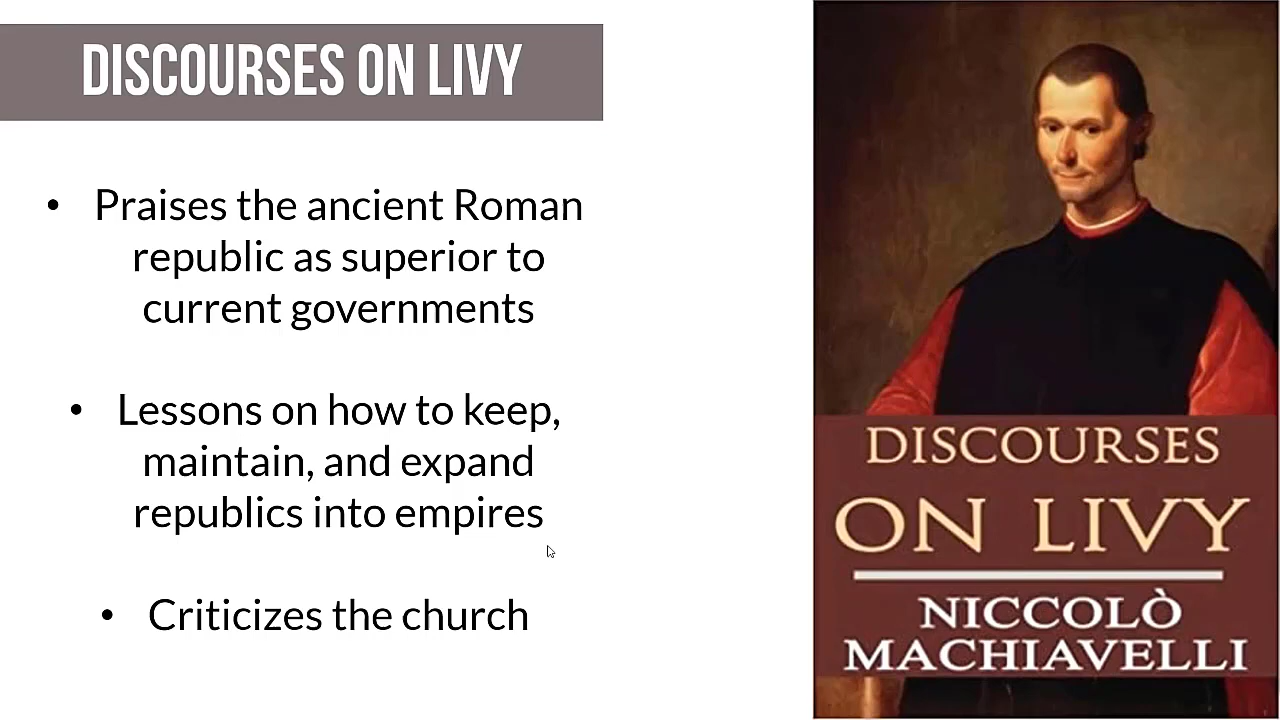 DISCOURSES ON LIVY
• Praises the ancient Roman
republic as superior to
current governments
• Lessons on how to keep,
maintain, and expand
republics into empires
• Criticizes the church
DISCOURSES
ON LIVY
NICCOLÒ
MACHIAVELLI